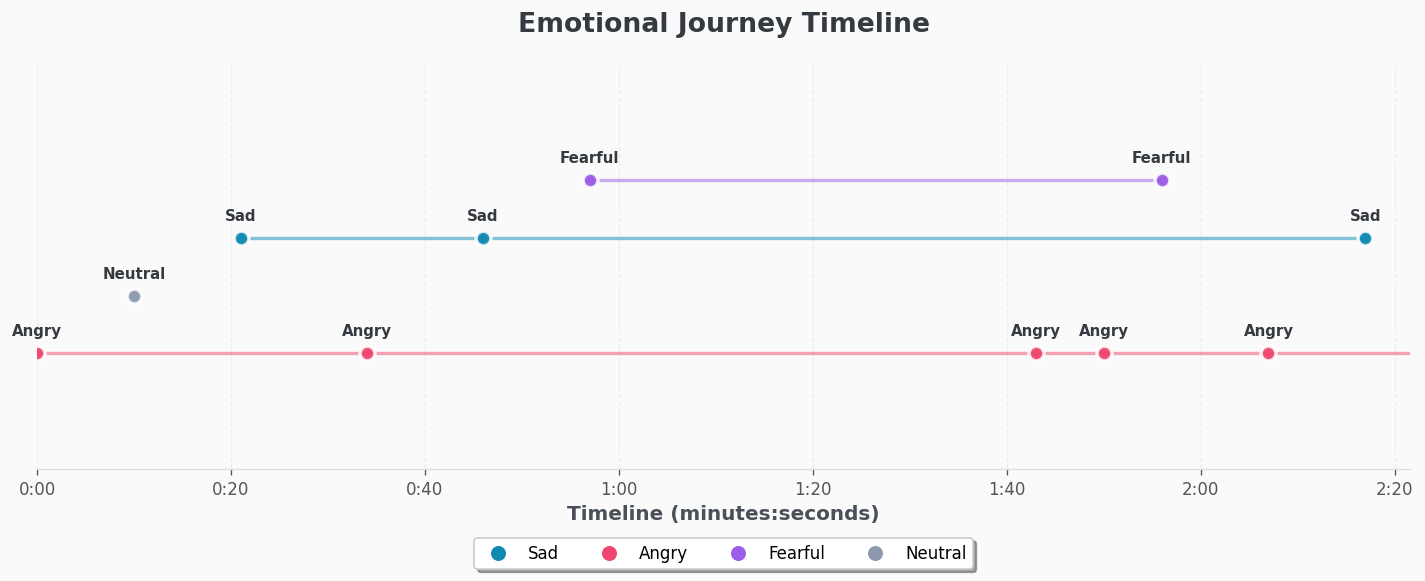 Emotional Journey Timeline
Fearful Fearful
Sad Sad Sad
Neutral
Angry Angry Angry Angry Angry
0:00 0:20 0:40 1:00 1:20 1:40 2:00 2:20
Timeline (minutes:seconds)
Sad Angry Fearful Neutral